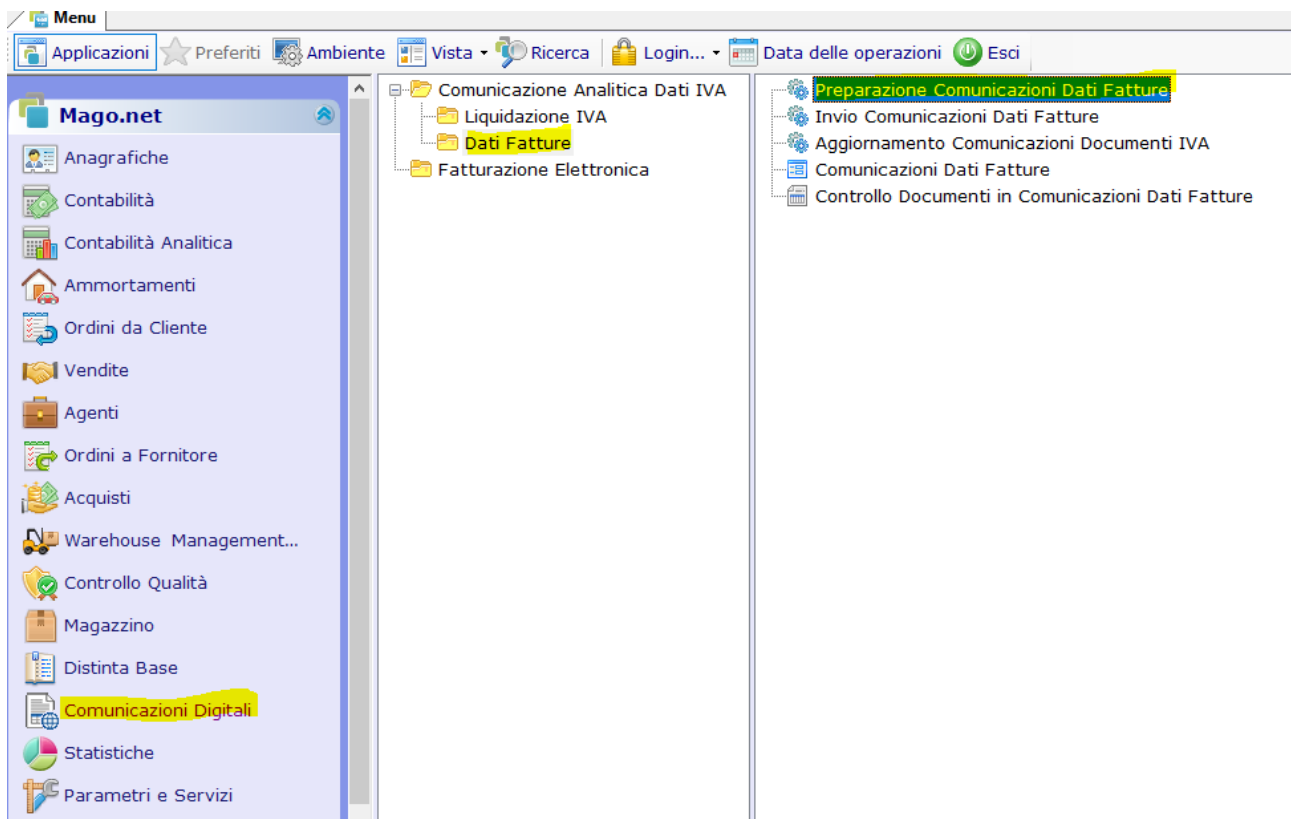 Menu
Applicazioni Preferiti Ambiente Vista Ricerca Login... Data delle operazioni Esci
Mago.net
Anagrafiche
Contabilità
Contabilità Analitica
Ammortamenti
Ordini da Cliente
Vendite
Agenti
Ordini a Fornitore
Acquisti
Warehouse Management...
Controllo Qualità
Magazzino
Distinta Base
Comunicazioni Digitali
Statistiche
Parametri e Servizi
Comunicazione Analitica Dati IVA
Liquidazione IVA
Dati Fatture
Fatturazione Elettronica
Preparazione Comunicazioni Dati Fatture
Invio Comunicazioni Dati Fatture
Aggiornamento Comunicazioni Documenti IVA
Comunicazioni Dati Fatture
Controllo Documenti in Comunicazioni Dati Fatture